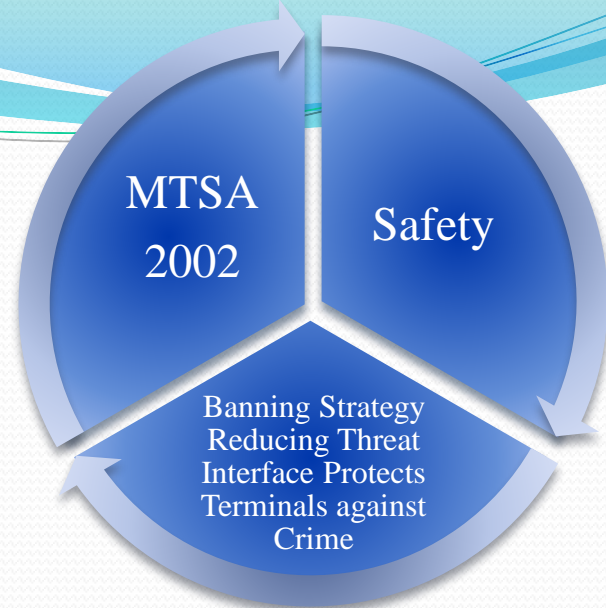 MTSA
2002
Safety
Banning Strategy
Reducing Threat
Interface Protects
Terminals against
Crime